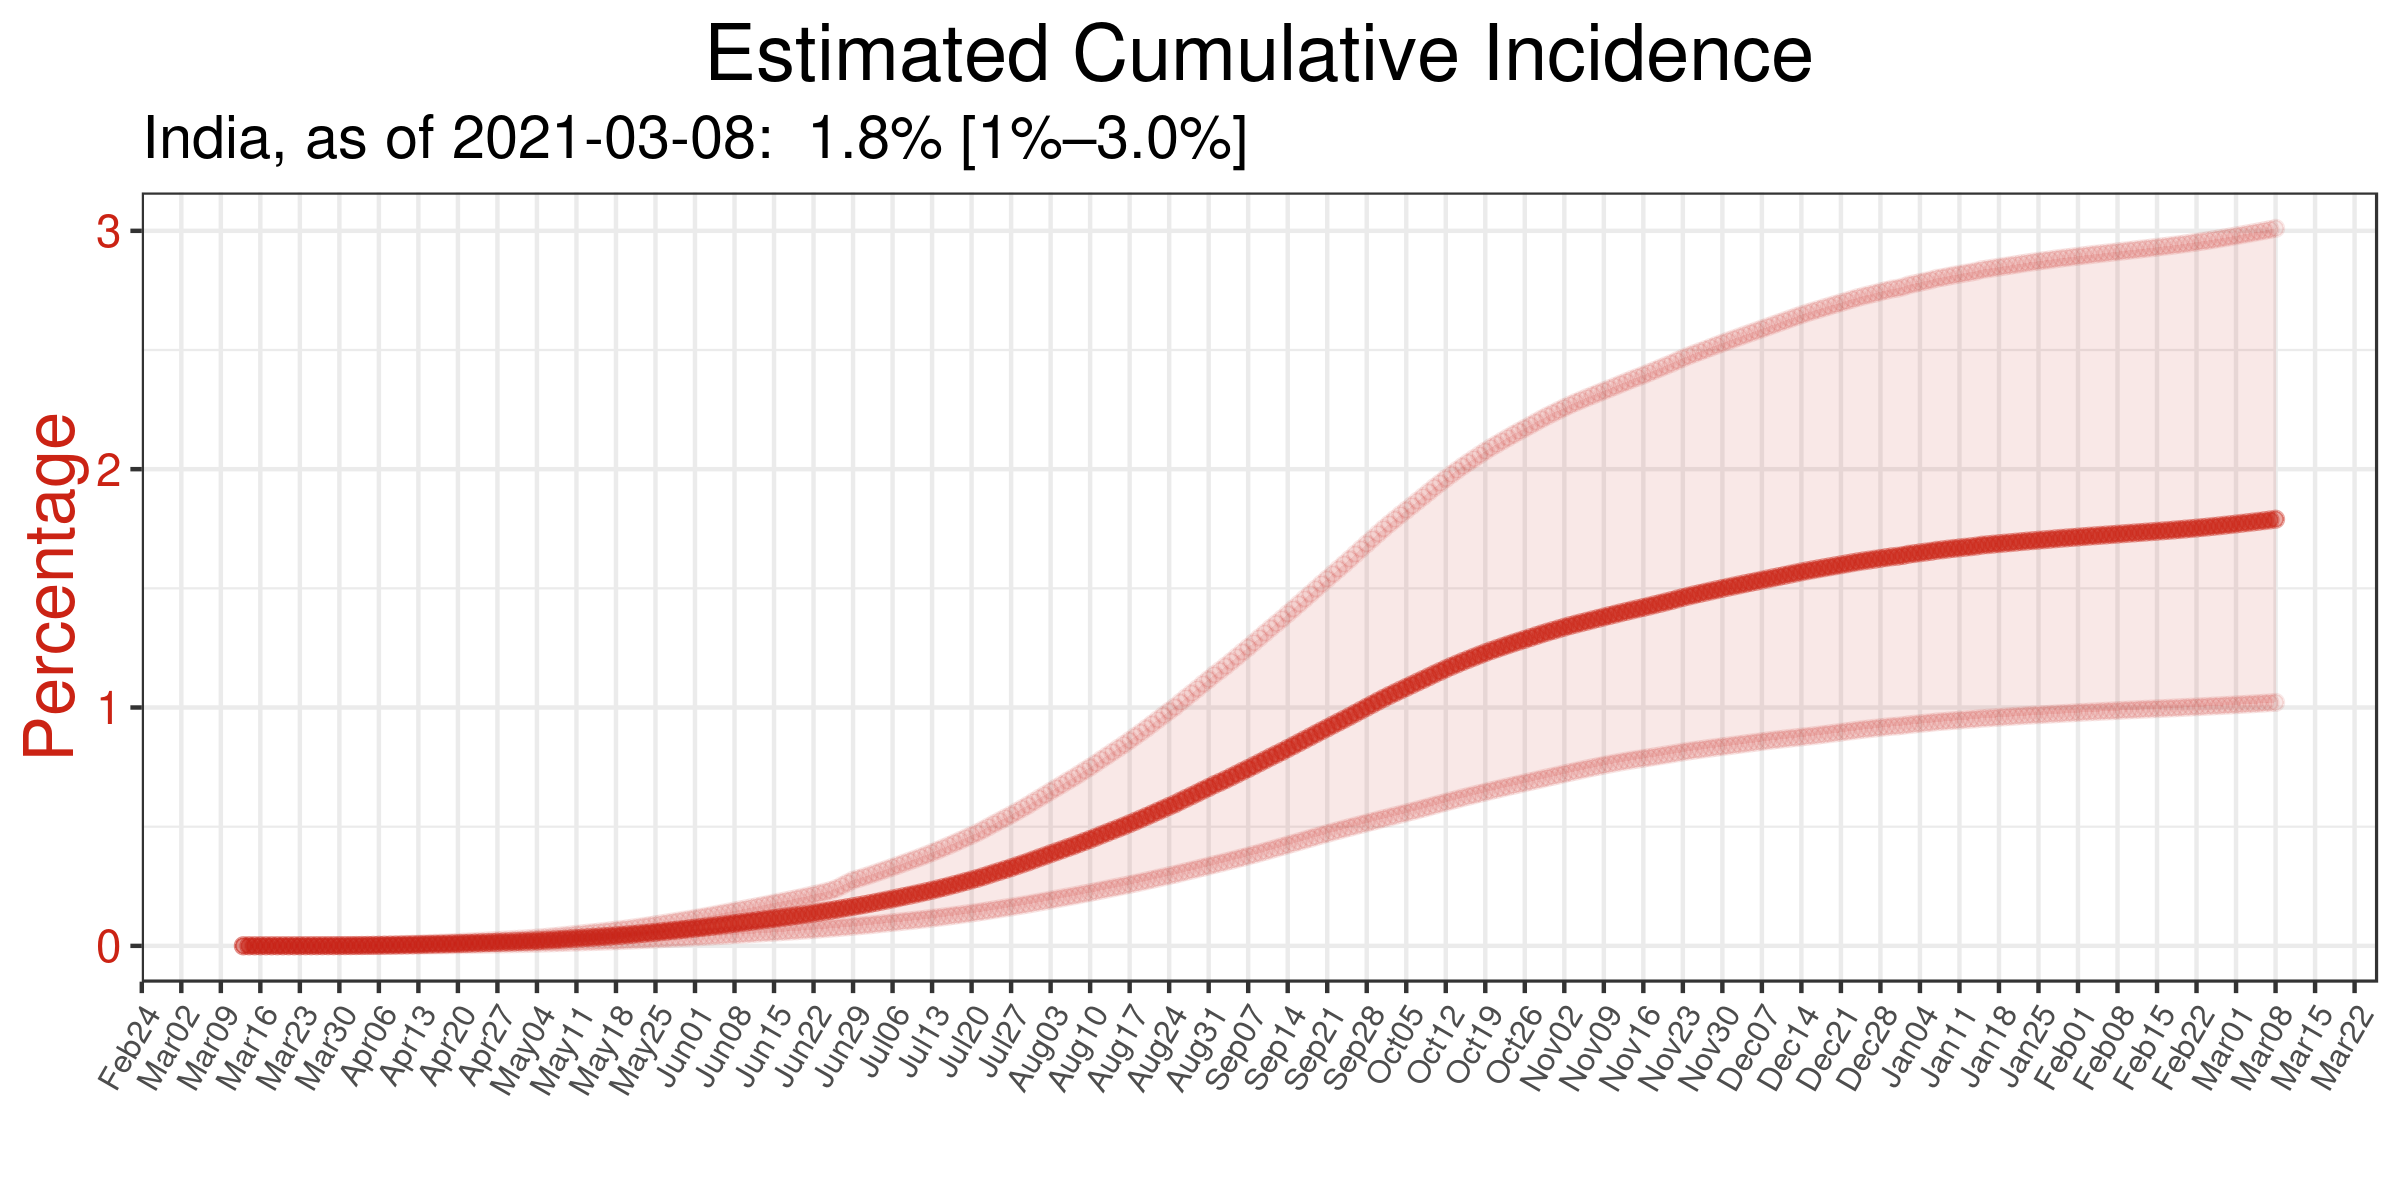 Estimated Cumulative Incidence
India, as of 2021-03-08:  1.8% [1%–3.0%]
Percentage
3
2
1
0
Feb24
Mar02
Mar09
Mar16
Mar23
Mar30
Apr06
Apr13
Apr20
Apr27
May04
May11
May18
May25
Jun01
Jun08
Jun15
Jun22
Jun29
Jul06
Jul13
Jul20
Jul27
Aug03
Aug10
Aug17
Aug24
Aug31
Sep07
Sep14
Sep21
Sep28
Oct05
Oct12
Oct19
Oct26
Nov02
Nov09
Nov16
Nov23
Nov30
Dec07
Dec14
Dec21
Dec28
Jan04
Jan11
Jan18
Jan25
Feb01
Feb08
Feb15
Feb22
Mar01
Mar08
Mar15
Mar22